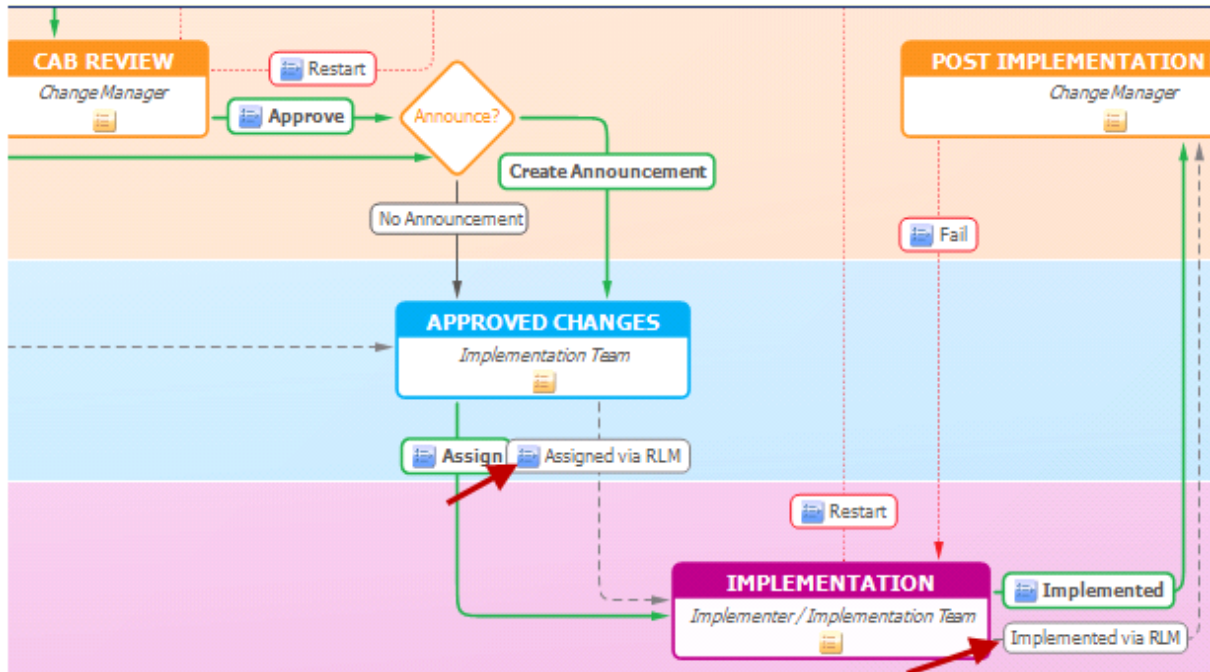 CAB REVIEW
Change Manager
Restart
Approve
Announce?
Create Announcement
No Announcement
POST IMPLEMENTATION
Change Manager
Fail
APPROVED CHANGES
Implementation Team
Assign
Assigned via RLM
Restart
IMPLEMENTATION
Implementer / Implementation Team
Implemented
Implemented via RLM